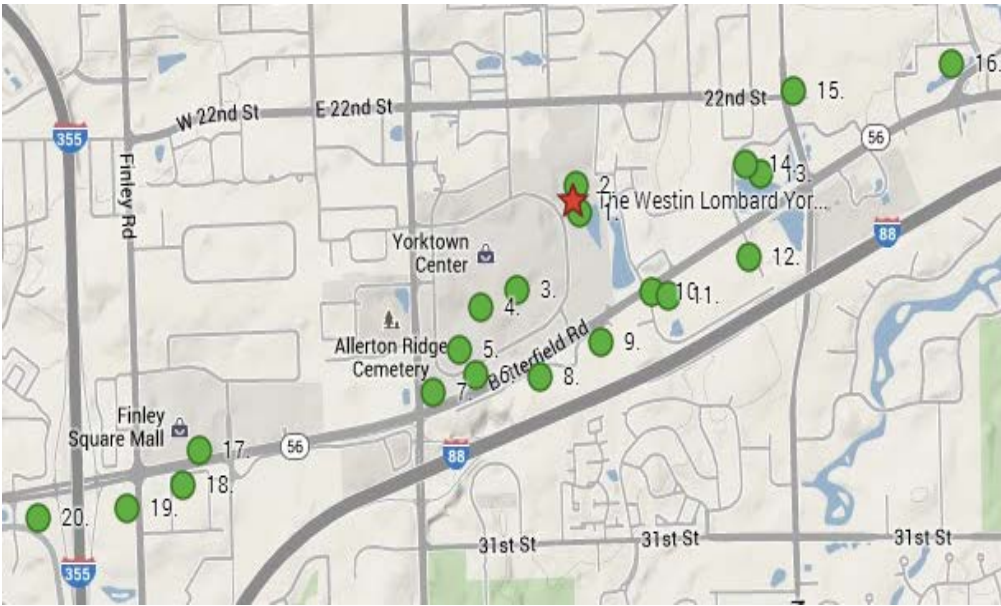 16.
15.
22nd St
W 22nd St
E 22nd St
56
355
Finley Rd
14.
13.
2.
The Westin Lombard Yor...
1.
88
Yorktown
Center
12.
3.
10.
11.
4.
Allerton Ridge
Cemetery
5.
Butterfield Rd
9.
6.
8.
7.
Finley
Square Mall
17.
56
88
18.
19.
20.
31st St
31st St
31st St
355